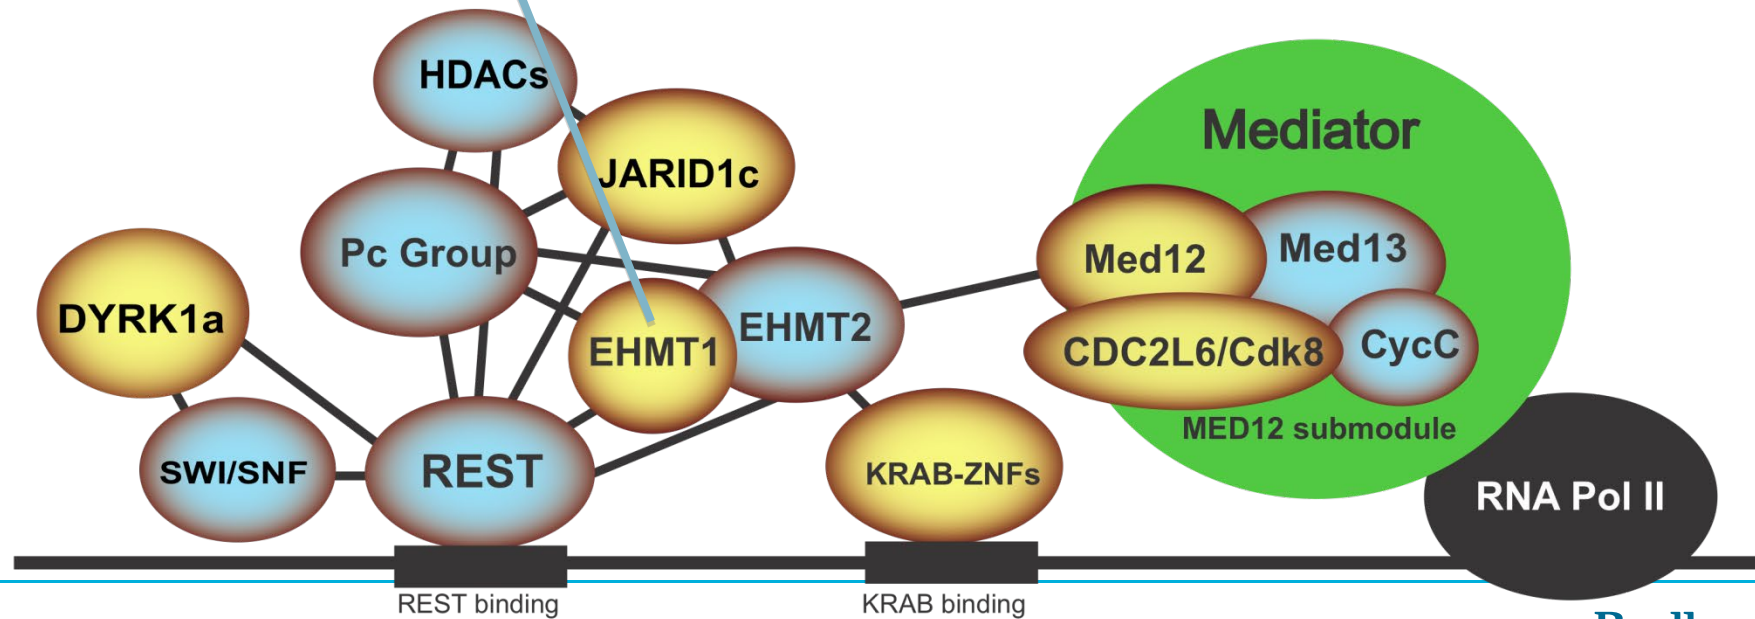 HDACs
JARID1c
Mediator
Pc Group
Med12
Med13
DYRK1a
EHMT1
EHMT2
CDC2L6/Cdk8
CycC
MED12 submodule
SWI/SNF
REST
KRAB-ZNFs
RNA Pol II
REST binding
KRAB binding